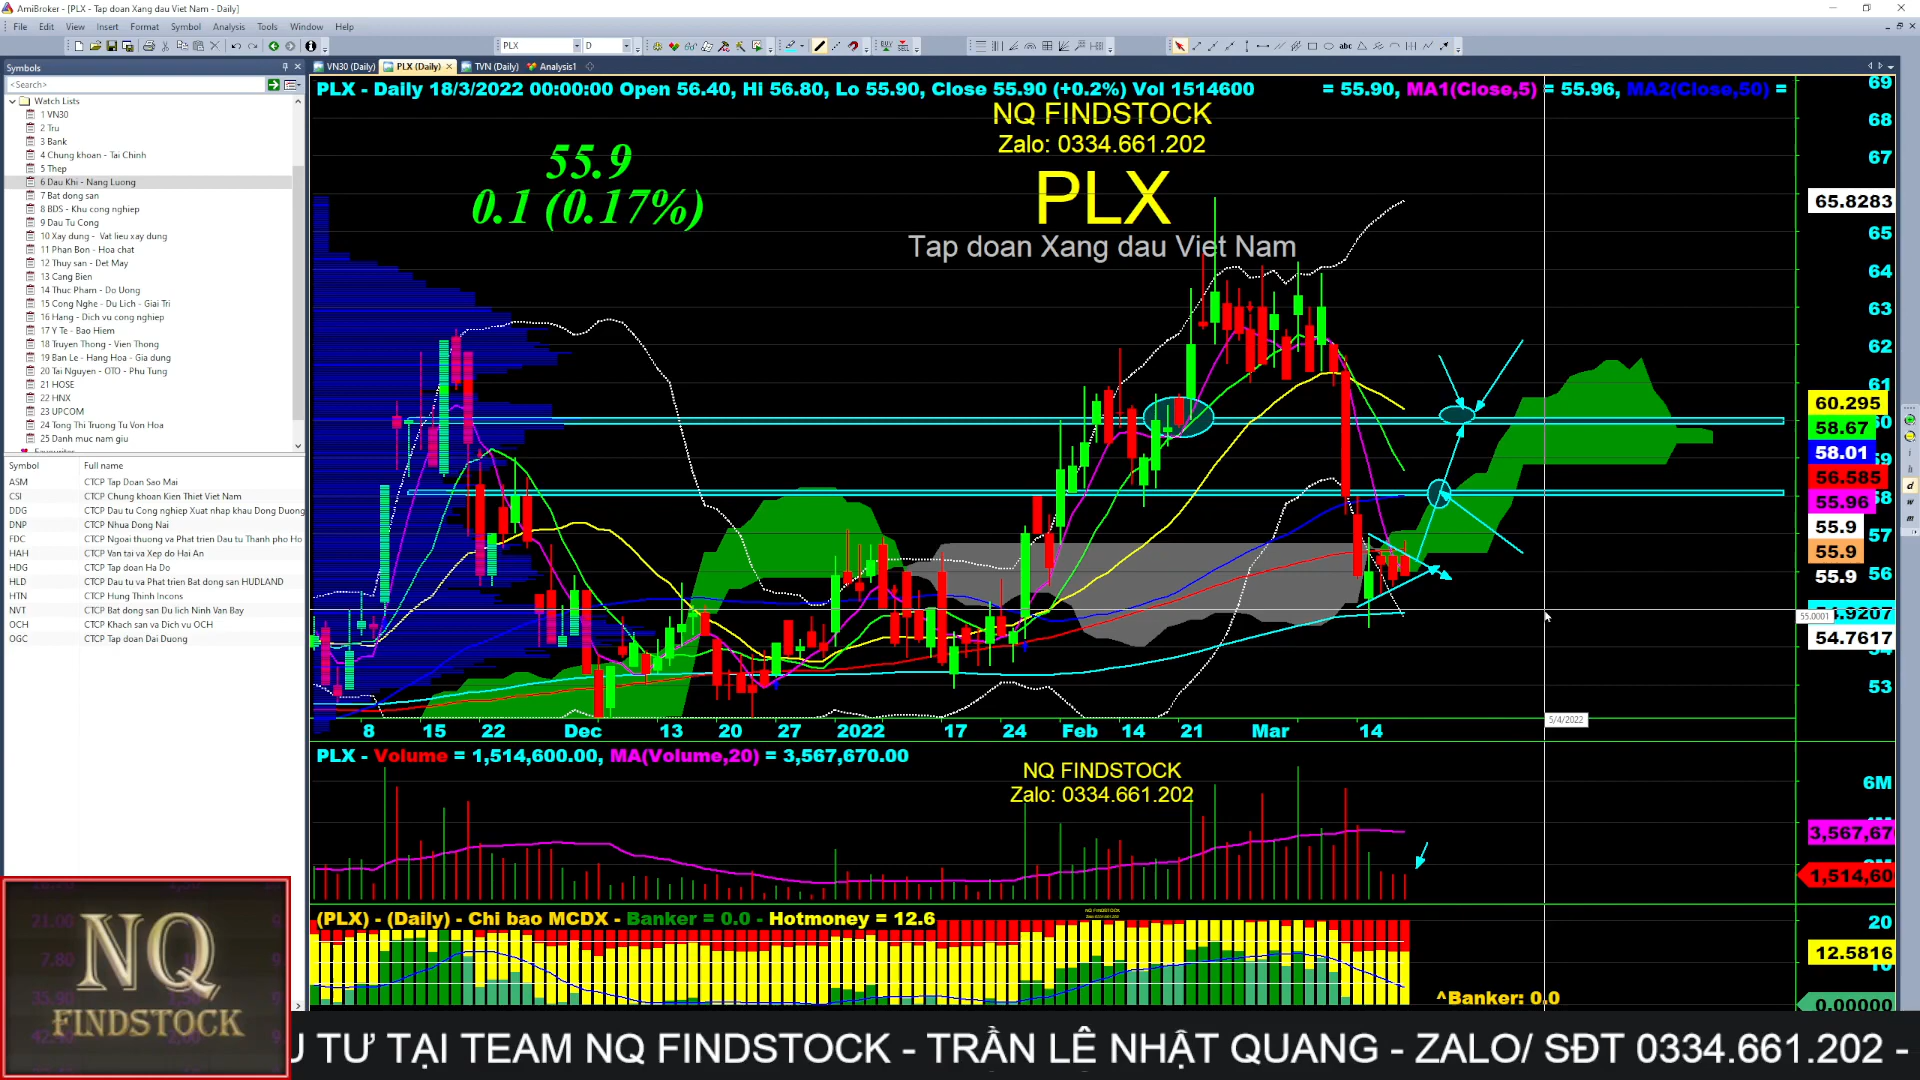 AmiBroker - [PLX - Tap doan Xang dau Viet Nam - Daily]
File Edit View Insert Format Symbol Analysis Tools Window Help
PLX D
Symbols
<Search>
Watch Lists
1 VN30
2 Tru
3 Bank
4 Chung khoan - Tai Chinh
5 Thep
6 Dau Khi - Nang Luong
7 Bat dong san
8 BDS - Khu cong nghiep
9 Dau Tu Cong
10 Xay dung - Vat lieu xay dung
11 Phan Bon - Hoa chat
12 Thuy san - Det May
13 Cang Bien
14 Thuc Pham - Do Uong
15 Cong Nghe - Du Lich - Giai Tri
16 Hang - Dich vu cong nghiep
17 Y Te - Bao Hiem
18 Truyen Thong - Vien Thong
19 Ban Le - Hang Hoa - Gia dung
20 Tai Nguyen - OTO - Phu Tung
21 HOSE
22 HNX
23 UPCOM
24 Tong Thi Truong Tu Von Hoa
25 Danh muc nam giu
Symbol Full name
ASM CTCP Tap Doan Sao Mai
CSI CTCP Chung khoan Kien Thiet Viet Nam
DDG CTCP Dau tu Cong nghiep Xuat nhap khau Dong Duong
DNP CTCP Nhua Dong Nai
FDC CTCP Ngoai thuong va Phat trien Dau tu Thanh pho Ho
HAH CTCP Van tai va Xep do Hai An
HDG CTCP Tap doan Ha Do
HLD CTCP Dau tu va Phat trien Bat dong san HUDLAND
HTN CTCP Hung Thinh Incons
NVT CTCP Bat dong san Du lich Ninh Van Bay
OCH CTCP Khach san va Dich vu OCH
OGC CTCP Tap doan Dai Duong
VN30 (Daily) PLX (Daily) TVN (Daily) Analysis1
PLX - Daily 18/3/2022 00:00:00 Open 56.40, Hi 56.80, Lo 55.90, Close 55.90 (+0.2%) Vol 1514600 = 55.90, MA1(Close,5) = 55.96, MA2(Close,50) =
NQ FINDSTOCK
Zalo: 0334.661.202
PLX
Tap doan Xang dau Viet Nam
55.9
0.1 (0.17%)
69
68
67
65.8283
65
64
63
62
61
60.295
58.67
59
58.01
56.585
58
55.96
55.9
57
55.9
56
55.9
55.0001
54.7617
53
5/4/2022
8 15 22 Dec 13 20 27 2022 17 24 Feb 14 21 Mar 14
PLX - Volume = 1,514,600.00, MA(Volume,20) = 3,567,670.00
NQ FINDSTOCK
Zalo: 0334.661.202
6M
3,567,67
1,514,60
(PLX) - (Daily) - Chi bao MCDX - Banker = 0.0 - Hotmoney = 12.6
20
12.5816
10
0.00000
^Banker: 0.0
NQ
FINDSTOCK
U TƯ TẠI TEAM NQ FINDSTOCK - TRẦN LÊ NHẬT QUANG - ZALO/ SĐT 0334.661.202 -